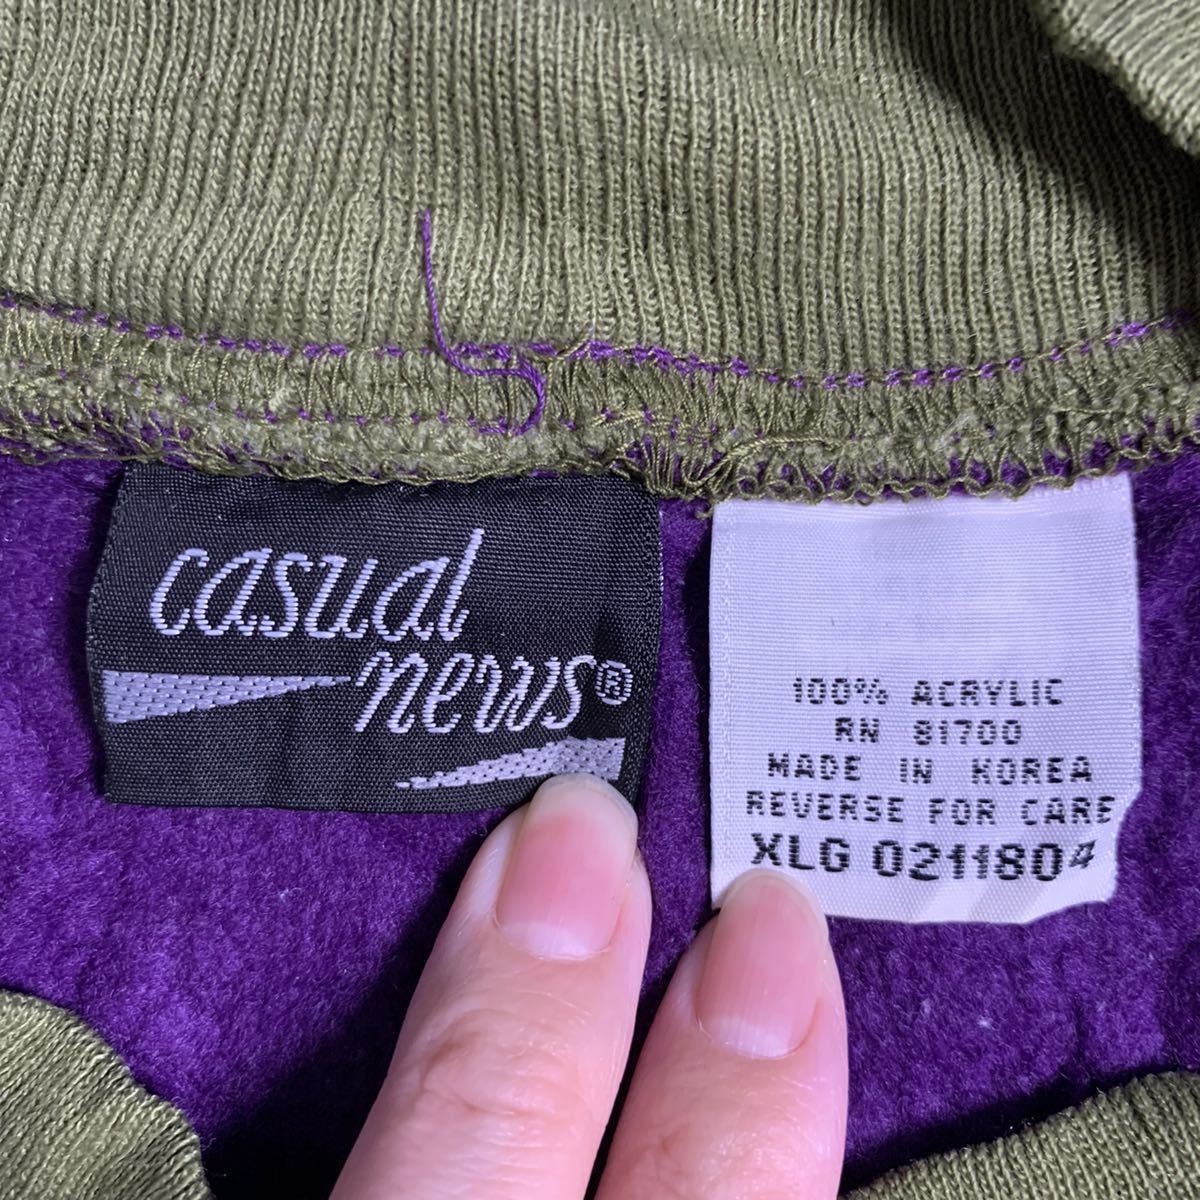 casual
news®
100% ACRYLIC
RN 81700
MADE IN KOREA
REVERSE FOR CARE
XLG 0211804